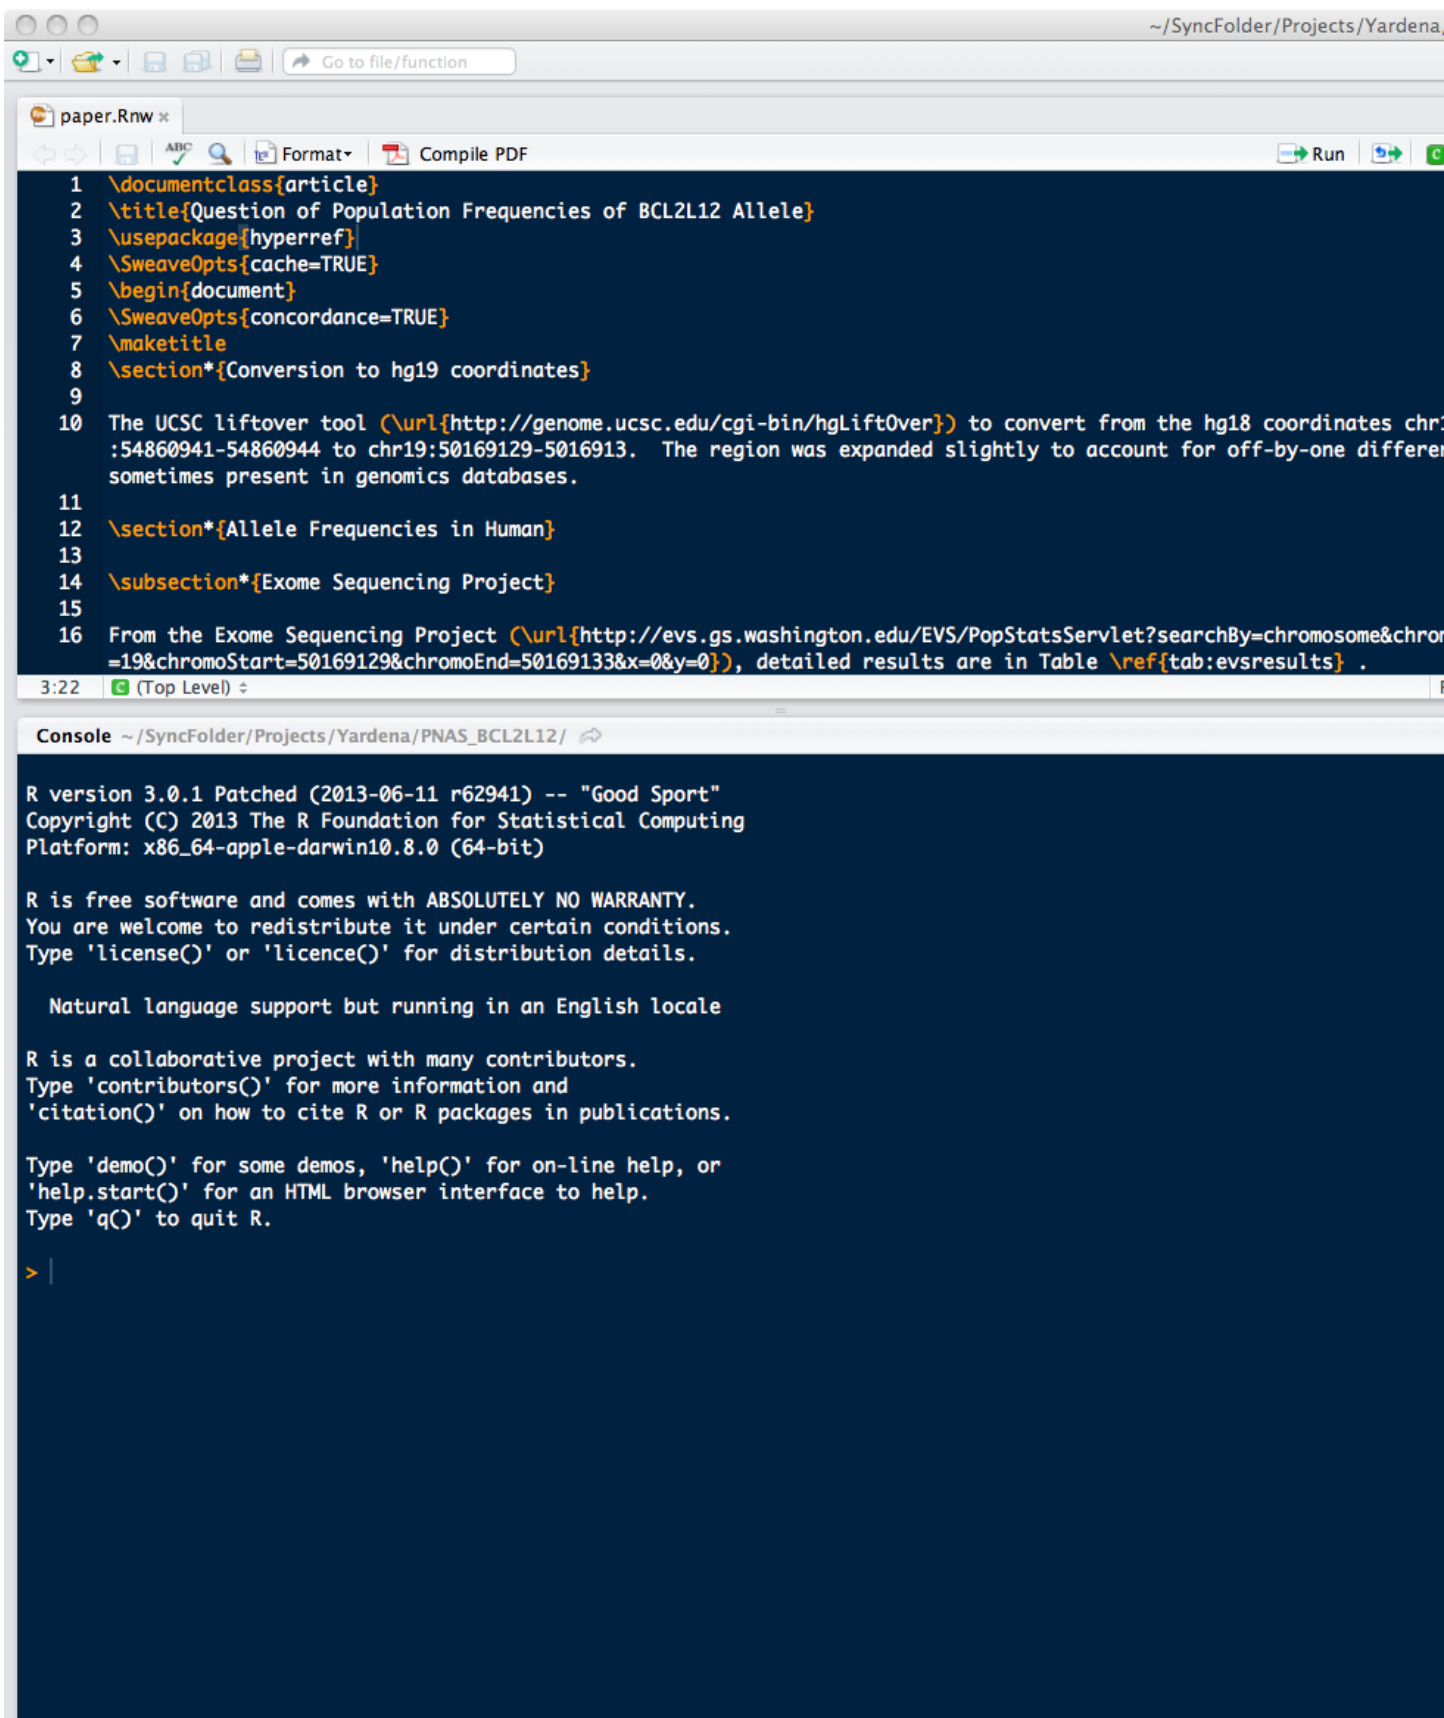 ~/SyncFolder/Projects/Yardena/
Go to file/function
paper.Rnw
ABC Format Compile PDF Run
1 \documentclass{article}
2 \title{Question of Population Frequencies of BCL2L12 Allele}
3 \usepackage{hyperref}
4 \SweaveOpts{cache=TRUE}
5 \begin{document}
6 \SweaveOpts{concordance=TRUE}
7 \maketitle
8 \section*{Conversion to hg19 coordinates}
9
10 The UCSC liftover tool (\url{http://genome.ucsc.edu/cgi-bin/hgLiftOver}) to convert from the hg18 coordinates chr1
:54860941-54860944 to chr19:50169129-5016913.  The region was expanded slightly to account for off-by-one differen
sometimes present in genomics databases.
11
12 \section*{Allele Frequencies in Human}
13
14 \subsection*{Exome Sequencing Project}
15
16 From the Exome Sequencing Project (\url{http://evs.gs.washington.edu/EVS/PopStatsServlet?searchBy=chromosome&chrom
=19&chromoStart=50169129&chromoEnd=50169133&x=0&y=0}), detailed results are in Table \ref{tab:evsresults} .
3:22 C (Top Level)
Console ~/SyncFolder/Projects/Yardena/PNAS_BCL2L12/
R version 3.0.1 Patched (2013-06-11 r62941) -- "Good Sport"
Copyright (C) 2013 The R Foundation for Statistical Computing
Platform: x86_64-apple-darwin10.8.0 (64-bit)
R is free software and comes with ABSOLUTELY NO WARRANTY.
You are welcome to redistribute it under certain conditions.
Type 'license()' or 'licence()' for distribution details.
Natural language support but running in an English locale
R is a collaborative project with many contributors.
Type 'contributors()' for more information and
'citation()' on how to cite R or R packages in publications.
Type 'demo()' for some demos, 'help()' for on-line help, or
'help.start()' for an HTML browser interface to help.
Type 'q()' to quit R.
>